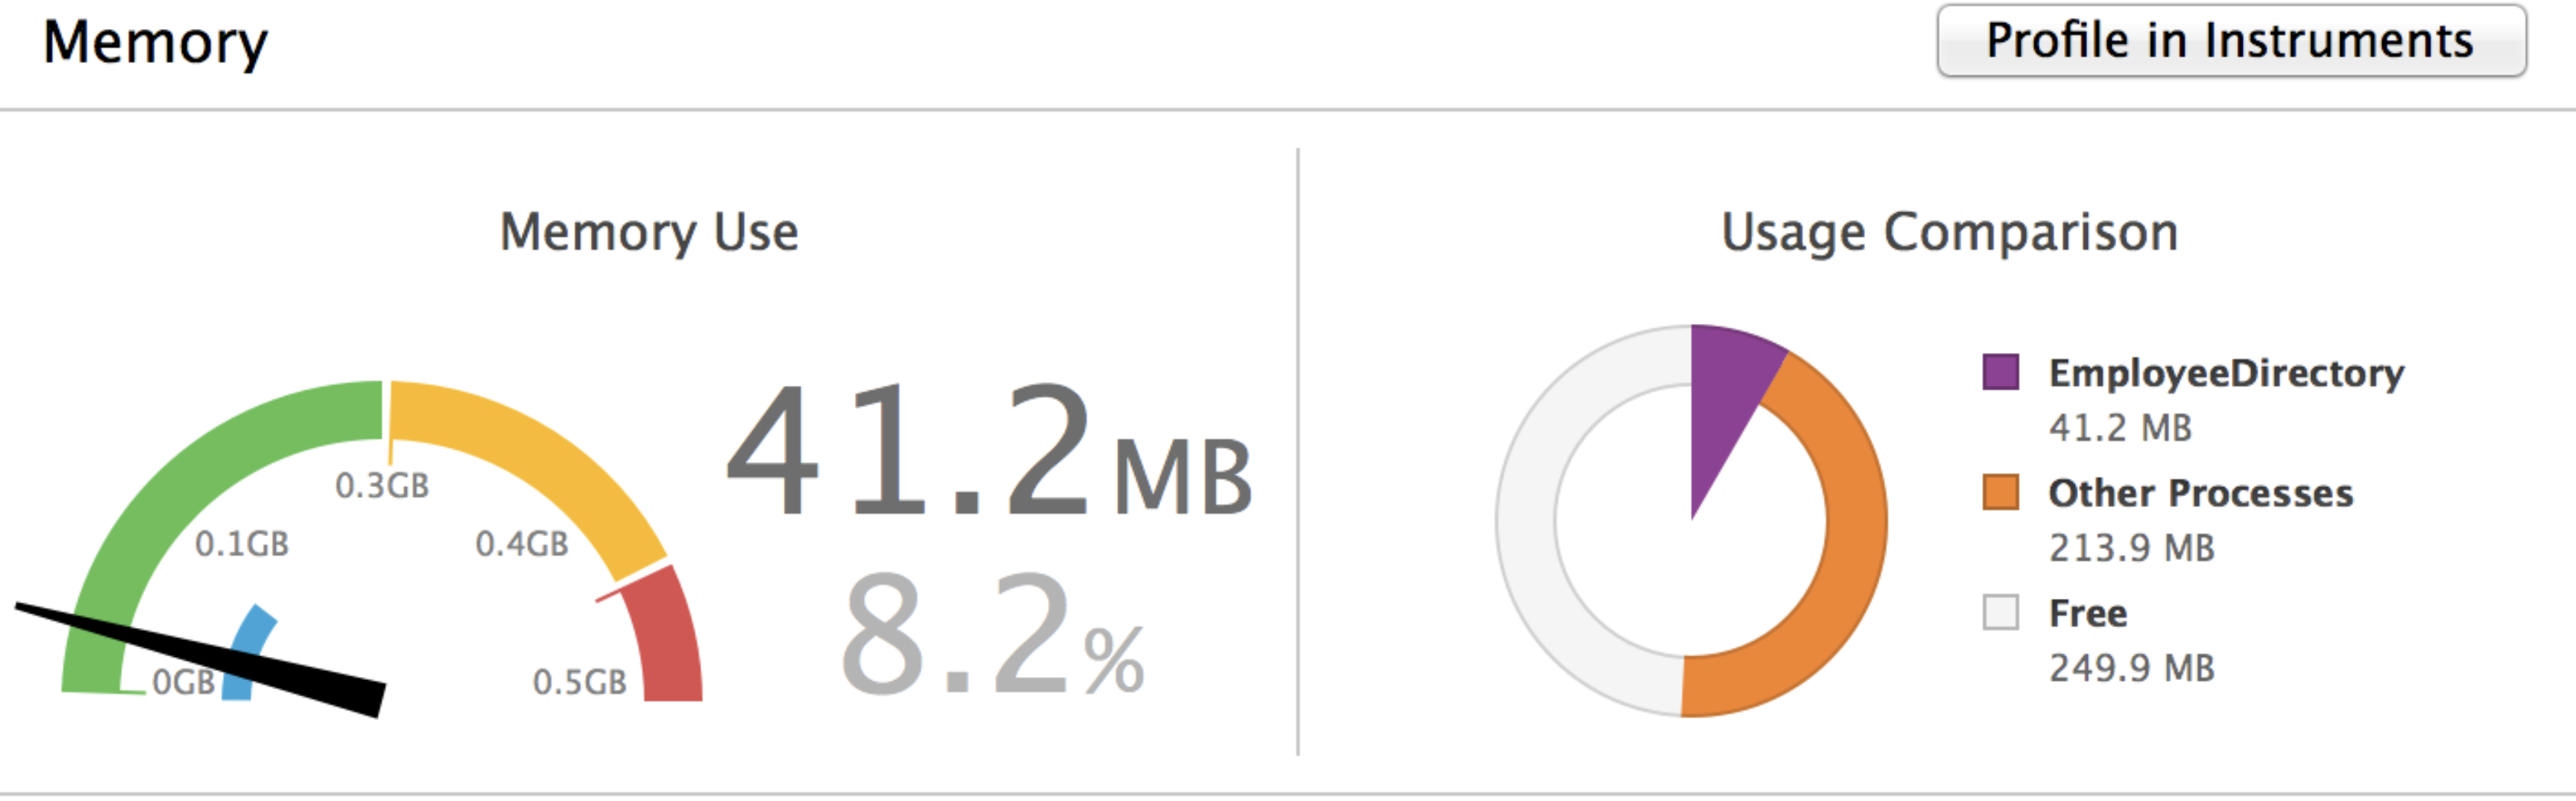 Memory
Profile in Instruments
Memory Use
0GB
0.1GB
0.3GB
0.4GB
0.5GB
41.2MB
8.2%
Usage Comparison
EmployeeDirectory
41.2 MB
Other Processes
213.9 MB
Free
249.9 MB